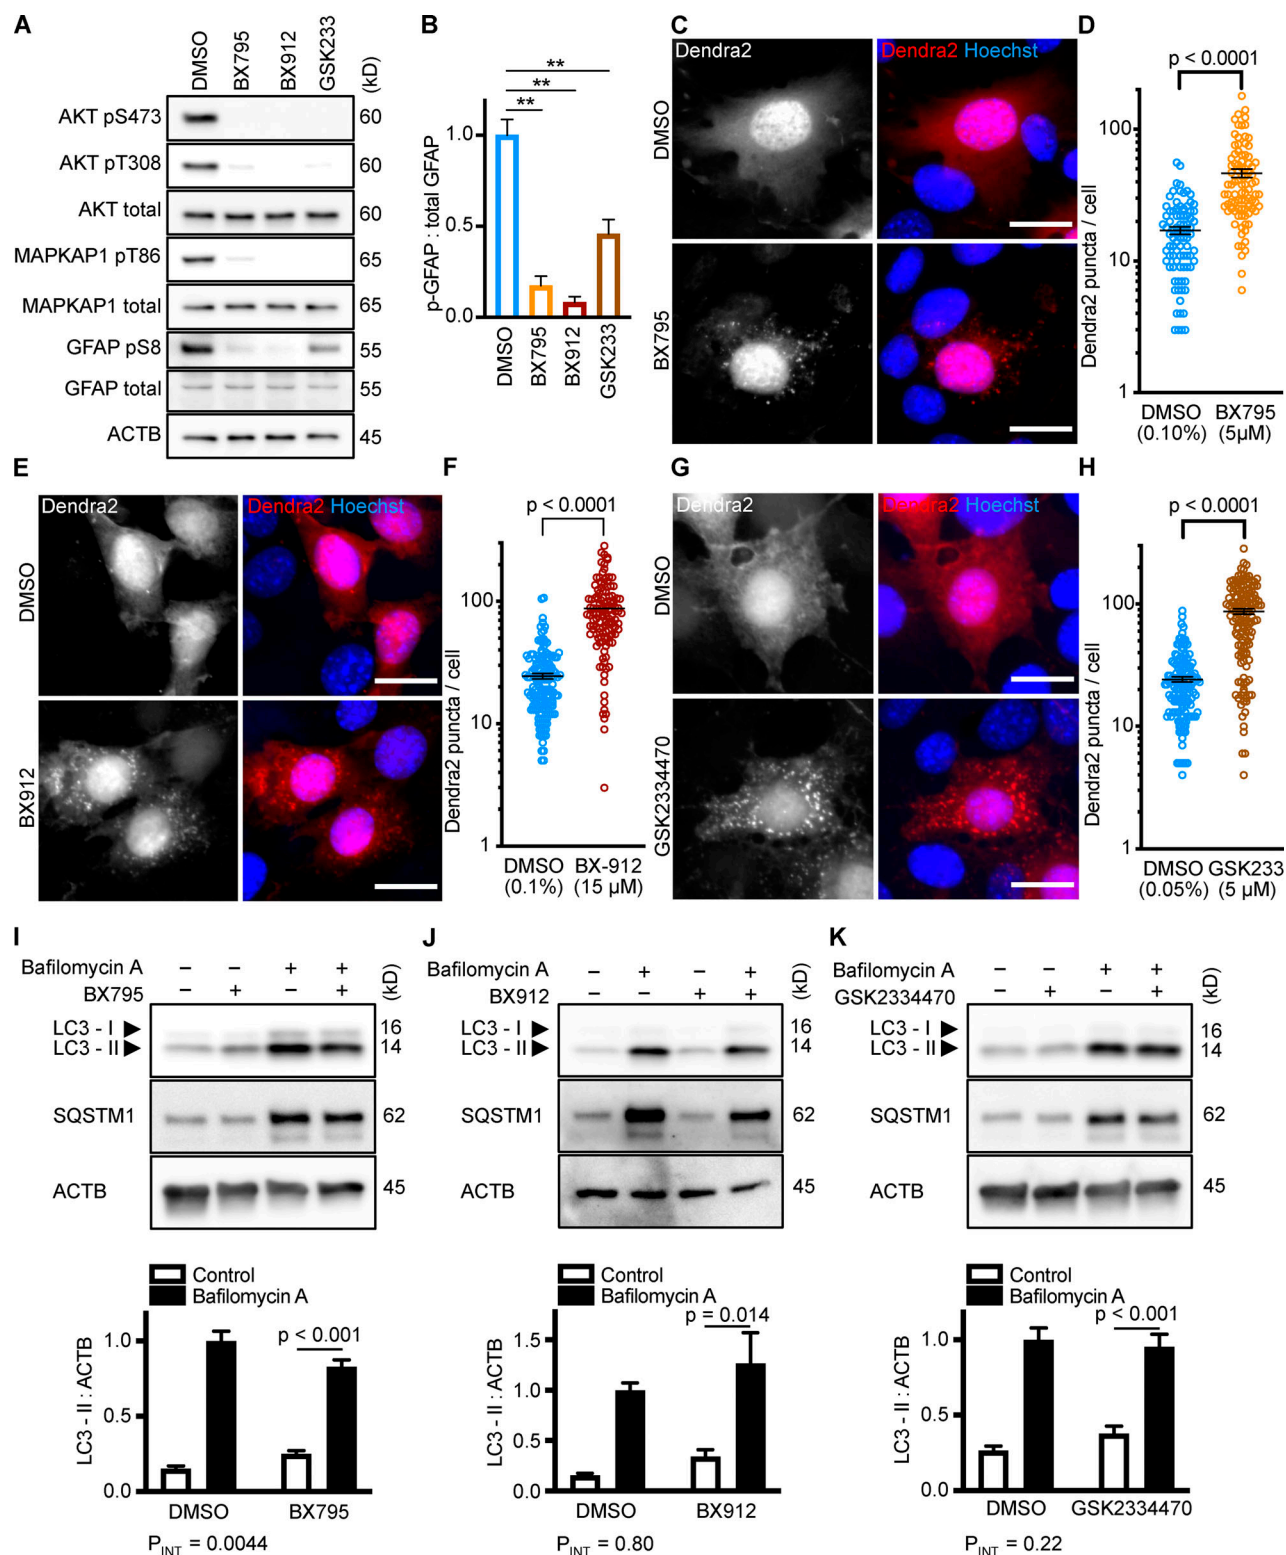 A
DMSO
BX795
BX912
GSK233
(kD)
AKT pS473
60
AKT pT308
60
AKT total
60
MAPKAP1 pT86
65
MAPKAP1 total
65
GFAP pS8
55
GFAP total
55
ACTB
45
B
**
**
**
1.0
0.5
0.0
p-GFAP : total GFAP
DMSO
BX795
BX912
GSK233
C
Dendra2
Dendra2 Hoechst
DMSO
BX795
D
p < 0.0001
100
10
1
Dendra2 puncta / cell
DMSO BX795
(0.10%) (5µM)
E
Dendra2
Dendra2 Hoechst
DMSO
BX912
F
p < 0.0001
100
10
1
Dendra2 puncta / cell
DMSO BX-912
(0.1%) (15 µM)
G
Dendra2
Dendra2 Hoechst
DMSO
GSK2334470
H
p < 0.0001
100
10
1
Dendra2 puncta / cell
DMSO GSK233
(0.05%) (5 µM)
I
Bafilomycin A – – + +
BX795 – + – +
(kD)
LC3 - I 16
LC3 - II 14
SQSTM1 62
ACTB 45
Control
Bafilomycin A
p < 0.001
1.0
0.5
0.0
LC3 - II : ACTB
DMSO BX795
PINT = 0.0044
J
Bafilomycin A – + – +
BX912 – – + +
(kD)
LC3 - I 16
LC3 - II 14
SQSTM1 62
ACTB 45
Control
Bafilomycin A
p = 0.014
1.5
1.0
0.5
0.0
LC3 - II : ACTB
DMSO BX912
PINT = 0.80
K
Bafilomycin A – – + +
GSK2334470 – + – +
(kD)
LC3 - I 16
LC3 - II 14
SQSTM1 62
ACTB 45
Control
Bafilomycin A
p < 0.001
1.0
0.5
0.0
LC3 - II : ACTB
DMSO GSK2334470
PINT = 0.22